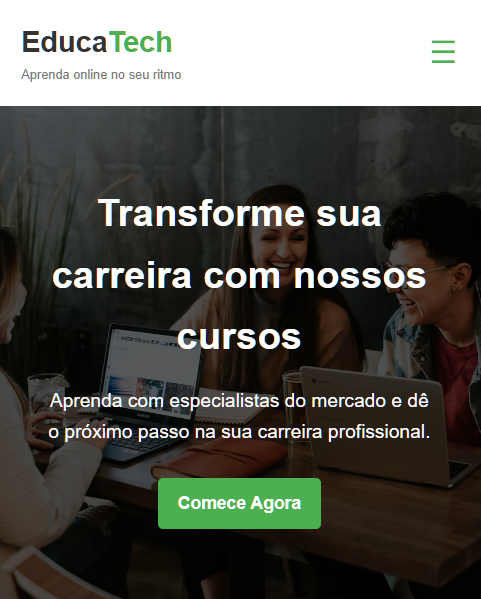 EducaTech
Aprenda online no seu ritmo
Transforme sua
carreira com nossos
cursos
Aprenda com especialistas do mercado e dê
o próximo passo na sua carreira profissional.
Comece Agora